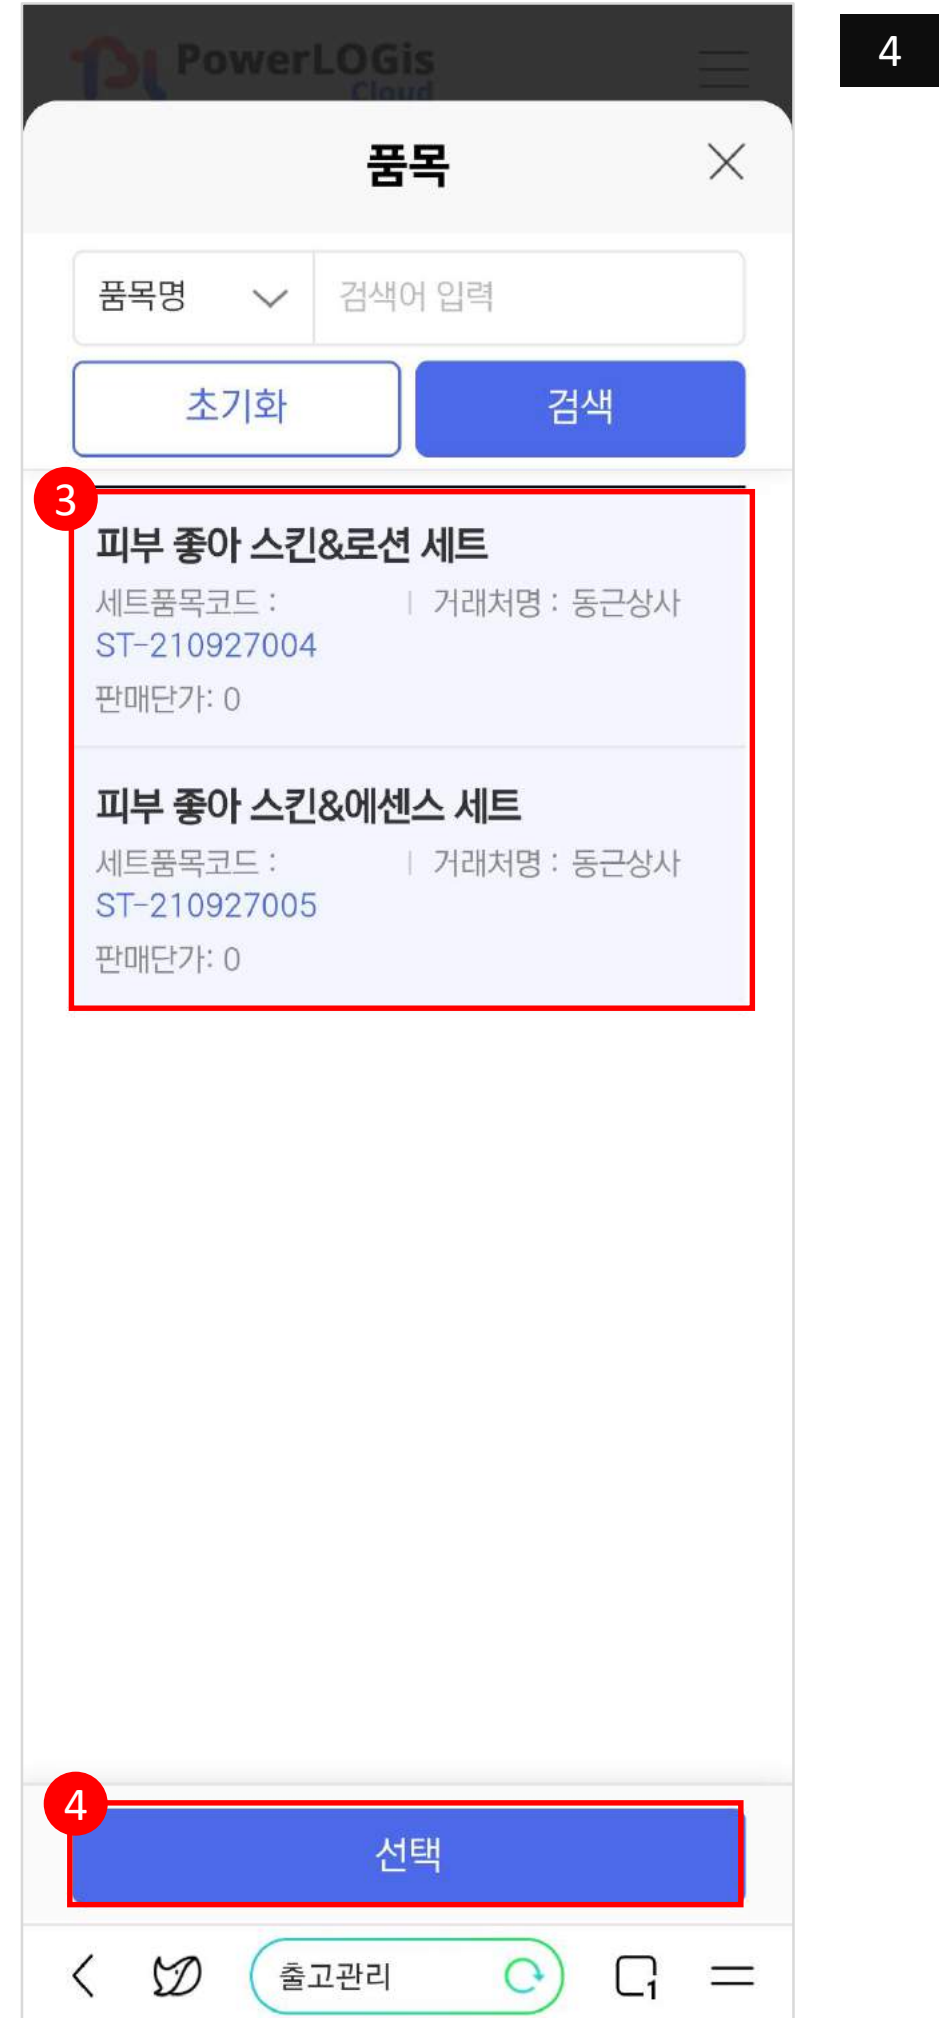 4
PowerLOGis
Cloud
품목
품목명
검색어 입력
초기화
검색
3
피부 좋아 스킨&로션 세트
세트품목코드 : | 거래처명 : 동근상사
ST-210927004
판매단가: 0
피부 좋아 스킨&에센스 세트
세트품목코드 : | 거래처명 : 동근상사
ST-210927005
판매단가: 0
4
선택
출고관리
1